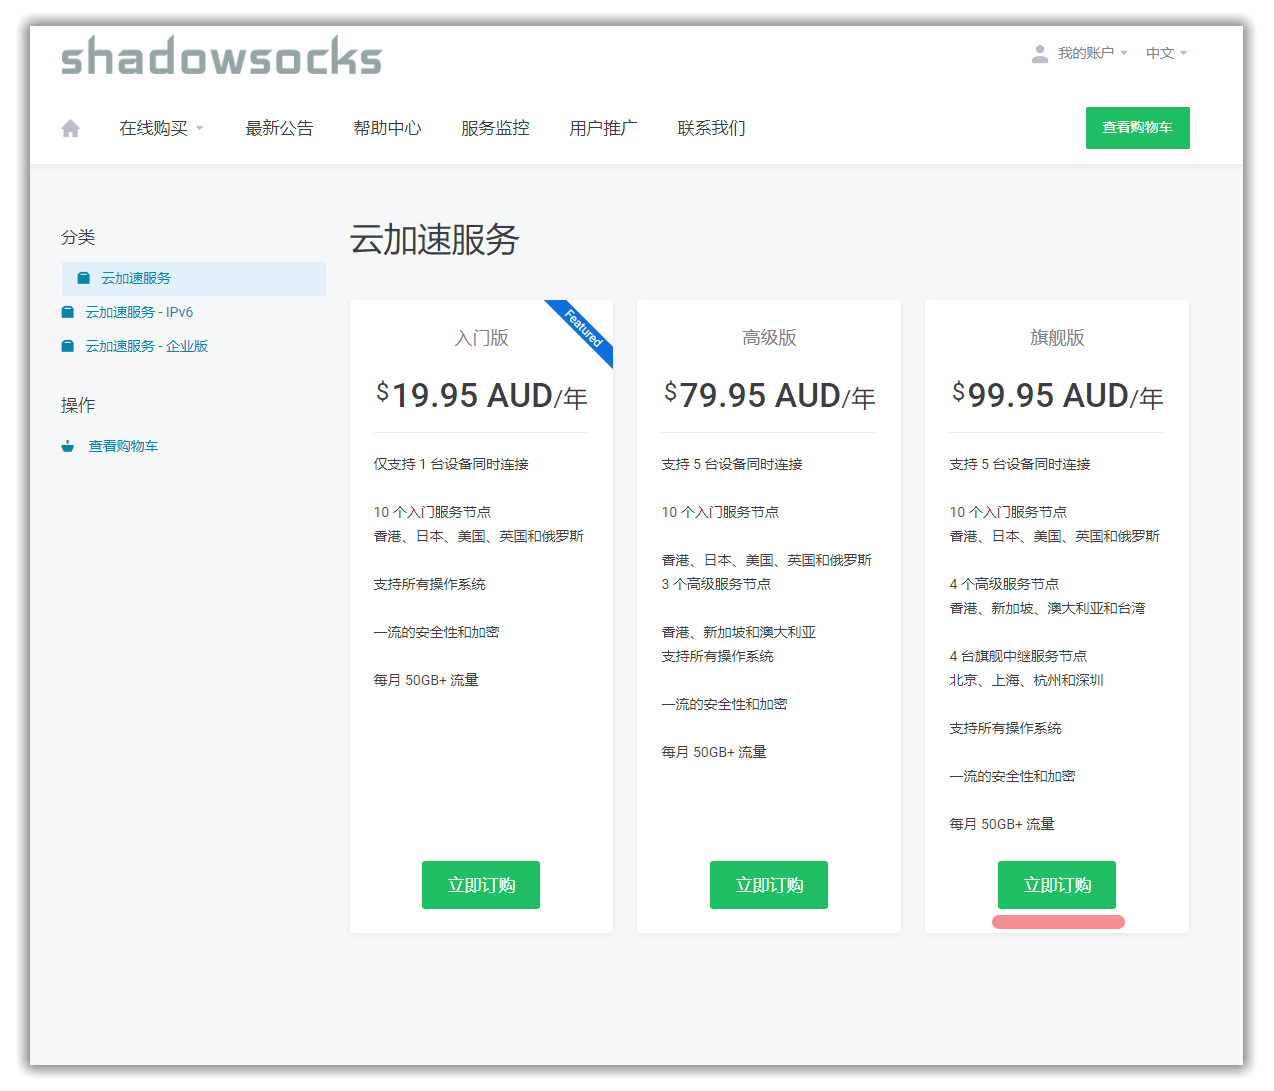 shadowsocks
我的账户
中文
在线购买
最新公告
帮助中心
服务监控
用户推广
联系我们
查看购物车
分类
云加速服务
云加速服务 - IPv6
云加速服务 - 企业版
操作
查看购物车
云加速服务
Featured
入门版
$19.95 AUD/年
仅支持 1 台设备同时连接
10 个入门服务节点
香港、日本、美国、英国和俄罗斯
支持所有操作系统
一流的安全性和加密
每月 50GB+ 流量
立即订购
高级版
$79.95 AUD/年
支持 5 台设备同时连接
10 个入门服务节点
香港、日本、美国、英国和俄罗斯
3 个高级服务节点
香港、新加坡和澳大利亚
支持所有操作系统
一流的安全性和加密
每月 50GB+ 流量
立即订购
旗舰版
$99.95 AUD/年
支持 5 台设备同时连接
10 个入门服务节点
香港、日本、美国、英国和俄罗斯
4 个高级服务节点
香港、新加坡、澳大利亚和台湾
4 台旗舰中继服务节点
北京、上海、杭州和深圳
支持所有操作系统
一流的安全性和加密
每月 50GB+ 流量
立即订购